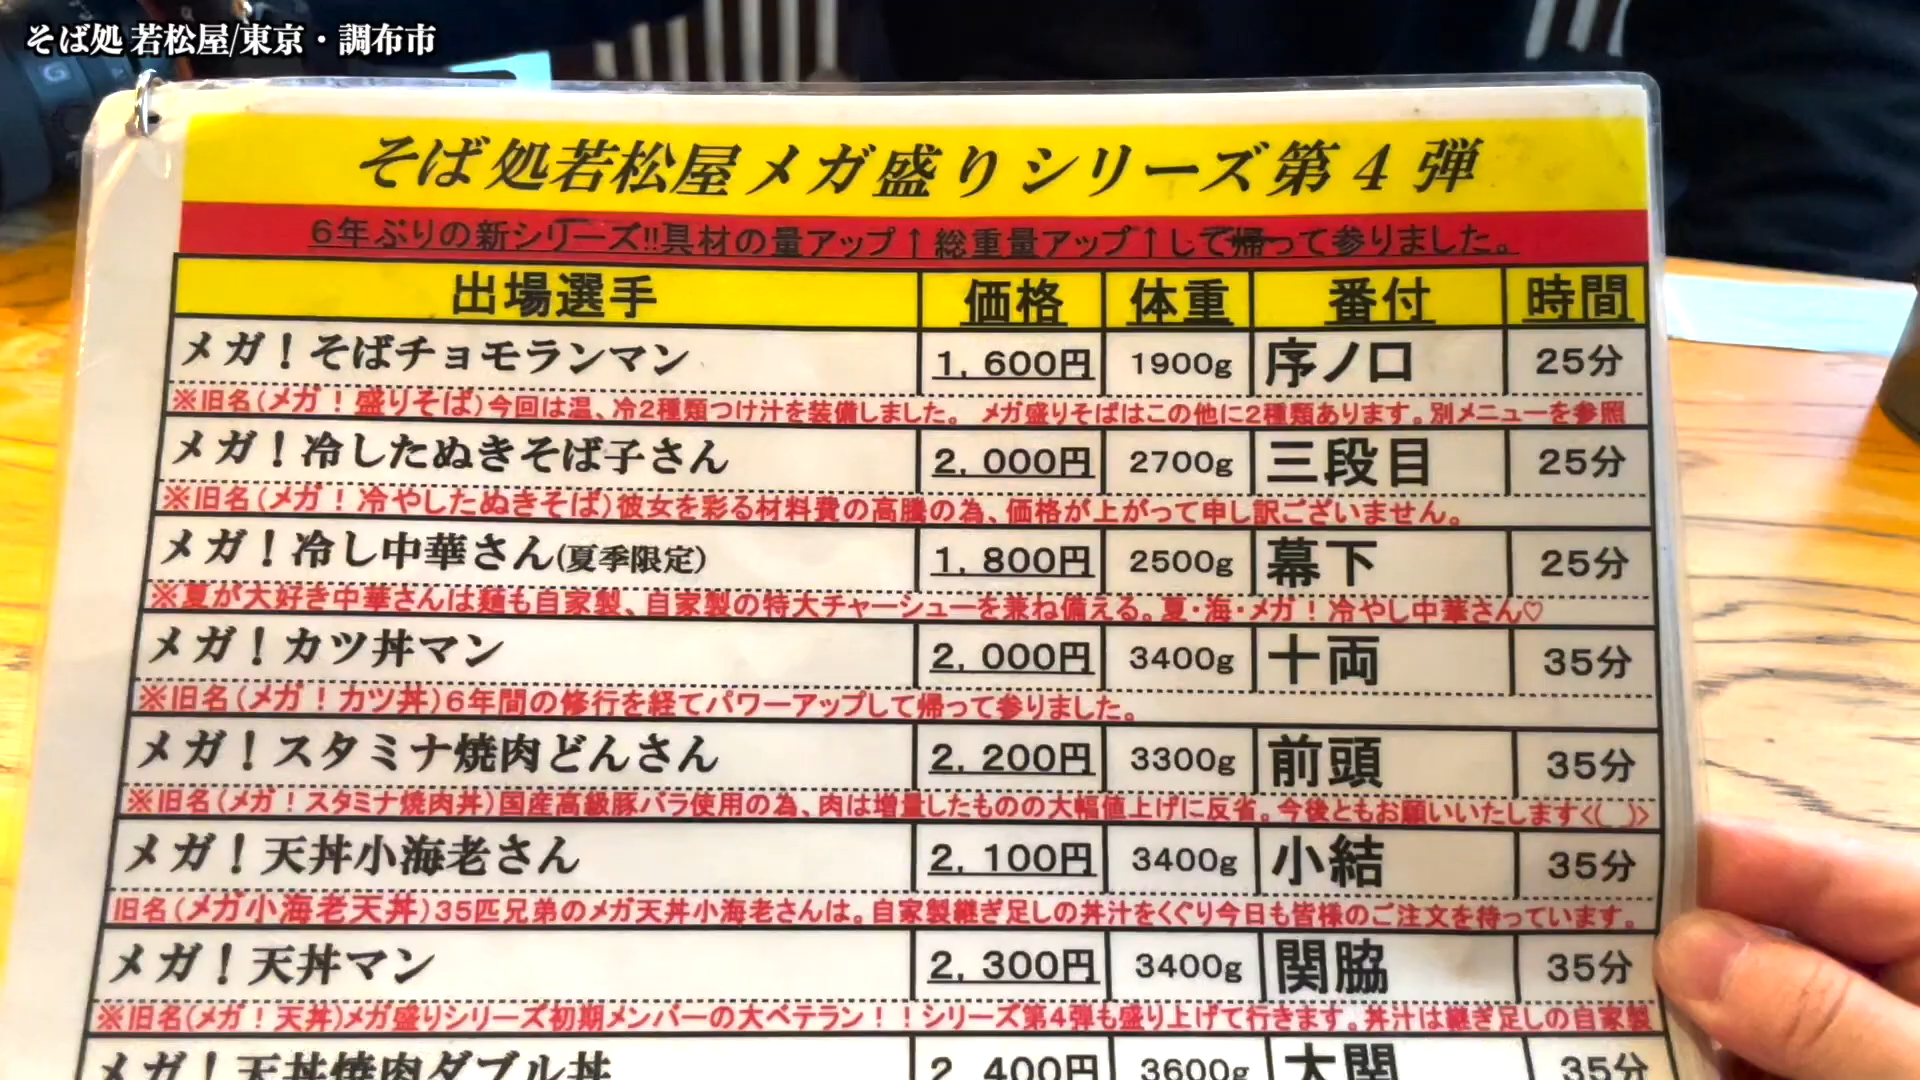 そば処 若松屋/東京・調布市
そば処若松屋メガ盛りシリーズ第4弾
6年ぶりの新シリーズ!!具材の量アップ↑総重量アップ↑して帰って参りました。
出場選手 価格 体重 番付 時間
メガ！そばチョモランマン 1,600円 1900g 序ノ口 25分
※旧名(メガ！盛りそば)今回は温、冷2種類つけ汁を装備しました。 メガ盛りそばはこの他に2種類あります。別メニューを参照
メガ！冷したぬきそば子さん 2,000円 2700g 三段目 25分
※旧名(メガ！冷やしたぬきそば)彼女を彩る材料費の高騰の為、価格が上がって申し訳ございません。
メガ！冷し中華さん(夏季限定) 1,800円 2500g 幕下 25分
※夏が大好き中華さんは麺も自家製、自家製の特大チャーシューを兼ね備える。夏・海・メガ！冷やし中華さん♡
メガ！カツ丼マン 2,000円 3400g 十両 35分
※旧名(メガ！カツ丼)6年間の修行を経てパワーアップして帰って参りました。
メガ！スタミナ焼肉どんさん 2,200円 3300g 前頭 35分
※旧名(メガ！スタミナ焼肉丼)国産高級豚バラ使用の為、肉は増量したものの大幅値上げに反省。今後ともお願いいたします<(_ _)>
メガ！天丼小海老さん 2,100円 3400g 小結 35分
旧名(メガ小海老天丼)35匹兄弟のメガ天丼小海老さんは。自家製継ぎ足しの丼汁をくぐり今日も皆様のご注文を待っています。
メガ！天丼マン 2,300円 3400g 関脇 35分
※旧名(メガ！天丼)メガ盛りシリーズ初期メンバーの大ベテラン！！シリーズ第4弾も盛り上げて行きます。丼汁は継ぎ足しの自家製
メガ！天丼焼肉ダブル丼 2,400円 3600g 大関 35分